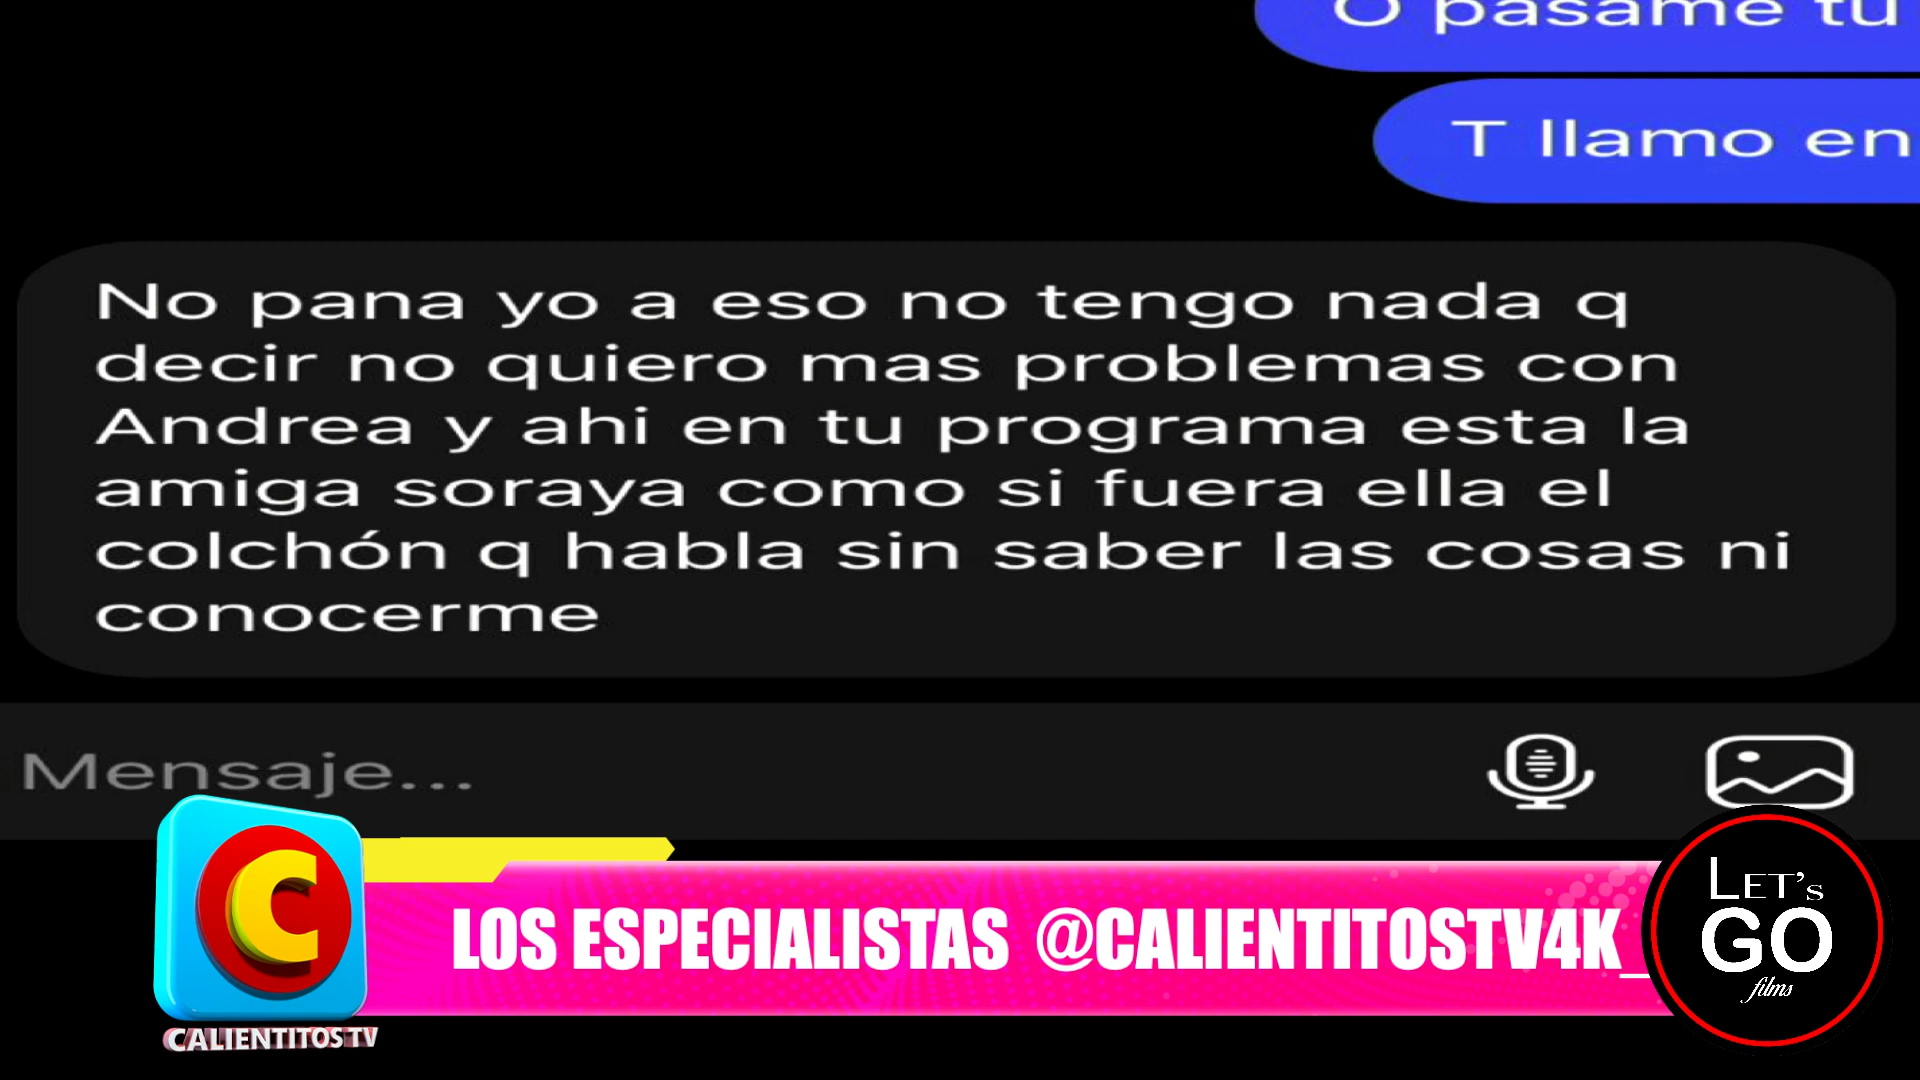 O pasame tu
T llamo en
No pana yo a eso no tengo nada q
decir no quiero mas problemas con
Andrea y ahi en tu programa esta la
amiga soraya como si fuera ella el
colchón q habla sin saber las cosas ni
conocerme
Mensaje...
C
LOS ESPECIALISTAS @CALIENTITOSTV4K_
CALIENTITOSTV
LET's
GO
films